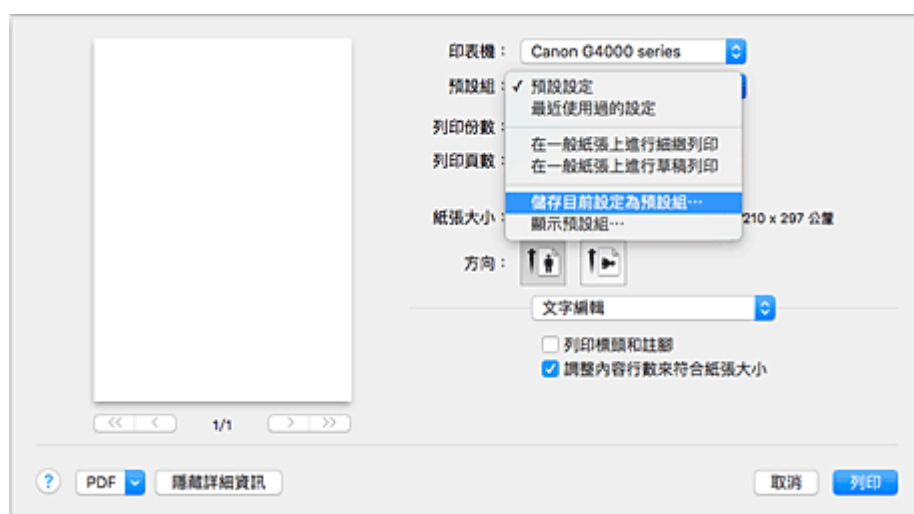 印表機： Canon G4000 series
預設組： ✓ 預設設定
最近使用過的設定
列印份數：
在一般紙張上進行細緻列印
列印頁數：
在一般紙張上進行草稿列印
儲存目前設定為預設組…
紙張大小： 210 x 297 公釐
顯示預設組…
方向：
文字編輯
列印標頭和註腳
調整內容行數來符合紙張大小
1/1
? PDF 隱藏詳細資訊 取消 列印